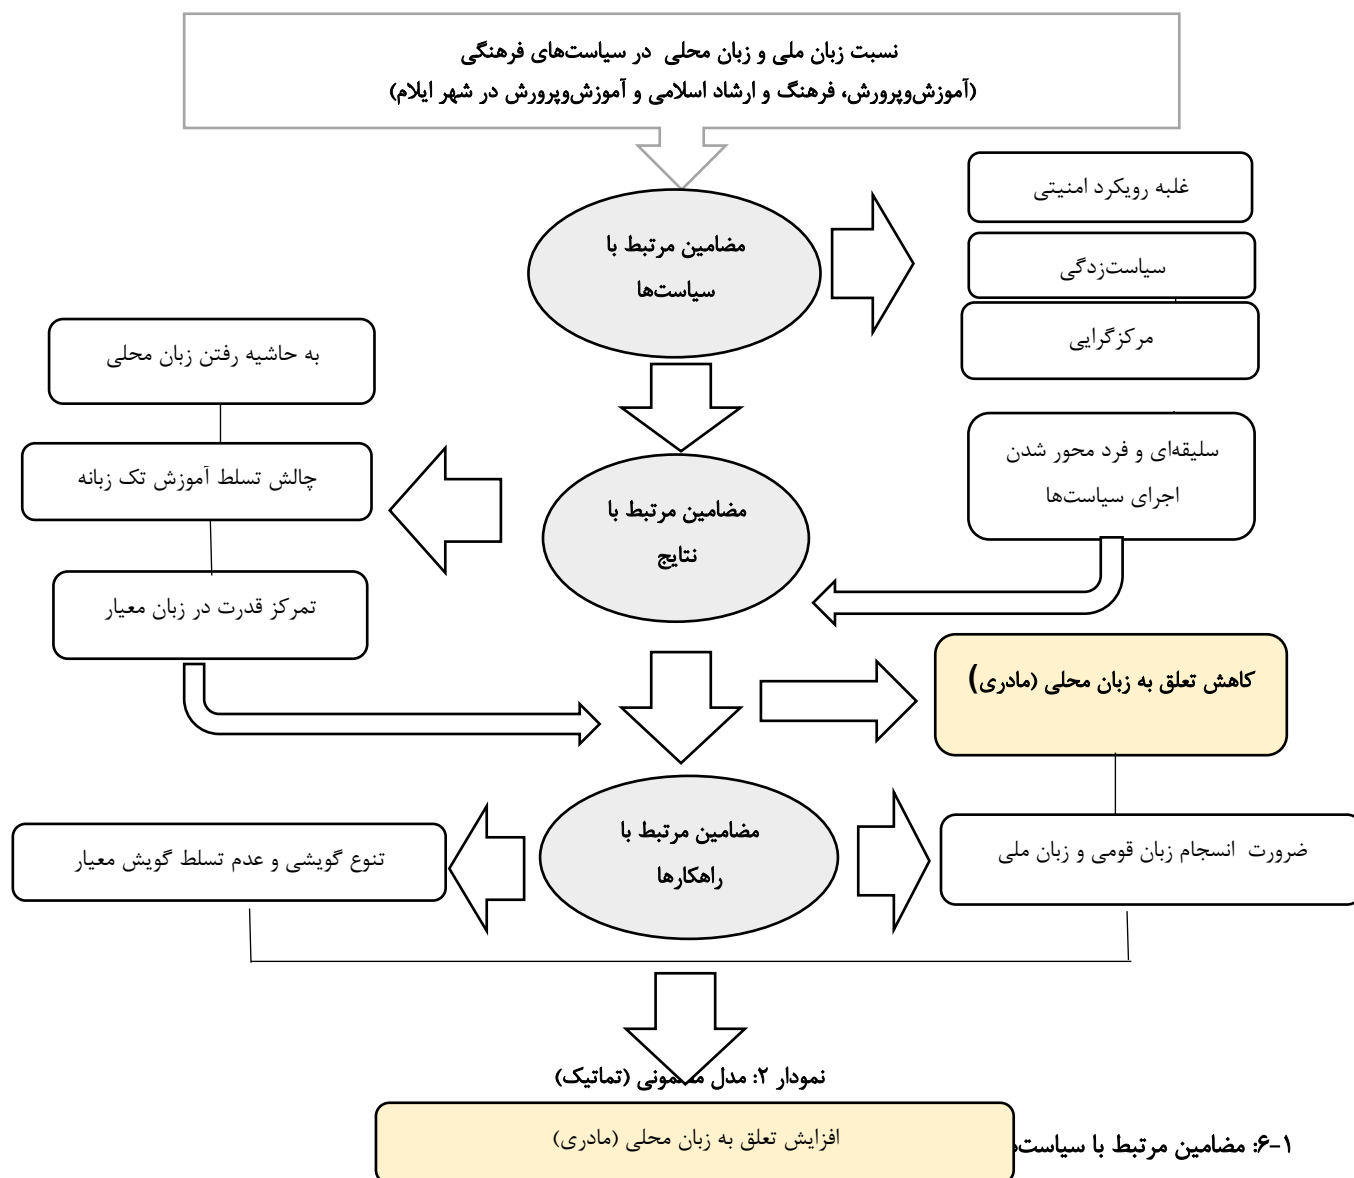 نسبت زبان ملی و زبان محلی در سیاست‌های فرهنگی
(آموزش‌وپرورش، فرهنگ و ارشاد اسلامی و آموزش‌وپرورش در شهر ایلام)
مضامین مرتبط با
سیاست‌ها
غلبه رویکرد امنیتی
سیاست‌زدگی
مرکزگرایی
سلیقه‌ای و فرد محور شدن
اجرای سیاست‌ها
مضامین مرتبط با
نتایج
به حاشیه رفتن زبان محلی
چالش تسلط آموزش تک زبانه
تمرکز قدرت در زبان معیار
کاهش تعلق به زبان محلی (مادری)
مضامین مرتبط با
راهکارها
ضرورت انسجام زبان قومی و زبان ملی
تنوع گویشی و عدم تسلط گویش معیار
نمودار ۲: مدل (تماتیک)
افزایش تعلق به زبان محلی (مادری)
۶-۱: مضامین مرتبط با